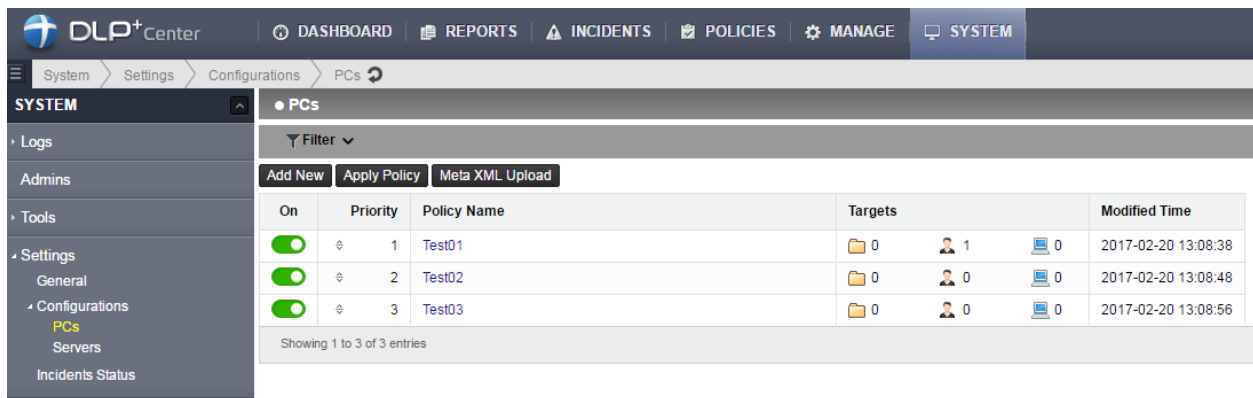 DLP+Center DASHBOARD REPORTS INCIDENTS POLICIES MANAGE SYSTEM
System Settings Configurations PCs
SYSTEM
Logs
Admins
Tools
Settings
General
Configurations
PCs
Servers
Incidents Status
PCs
Filter
Add New Apply Policy Meta XML Upload
On Priority Policy Name Targets Modified Time
1 Test01 0 1 0 2017-02-20 13:08:38
2 Test02 0 0 0 2017-02-20 13:08:48
3 Test03 0 0 0 2017-02-20 13:08:56
Showing 1 to 3 of 3 entries